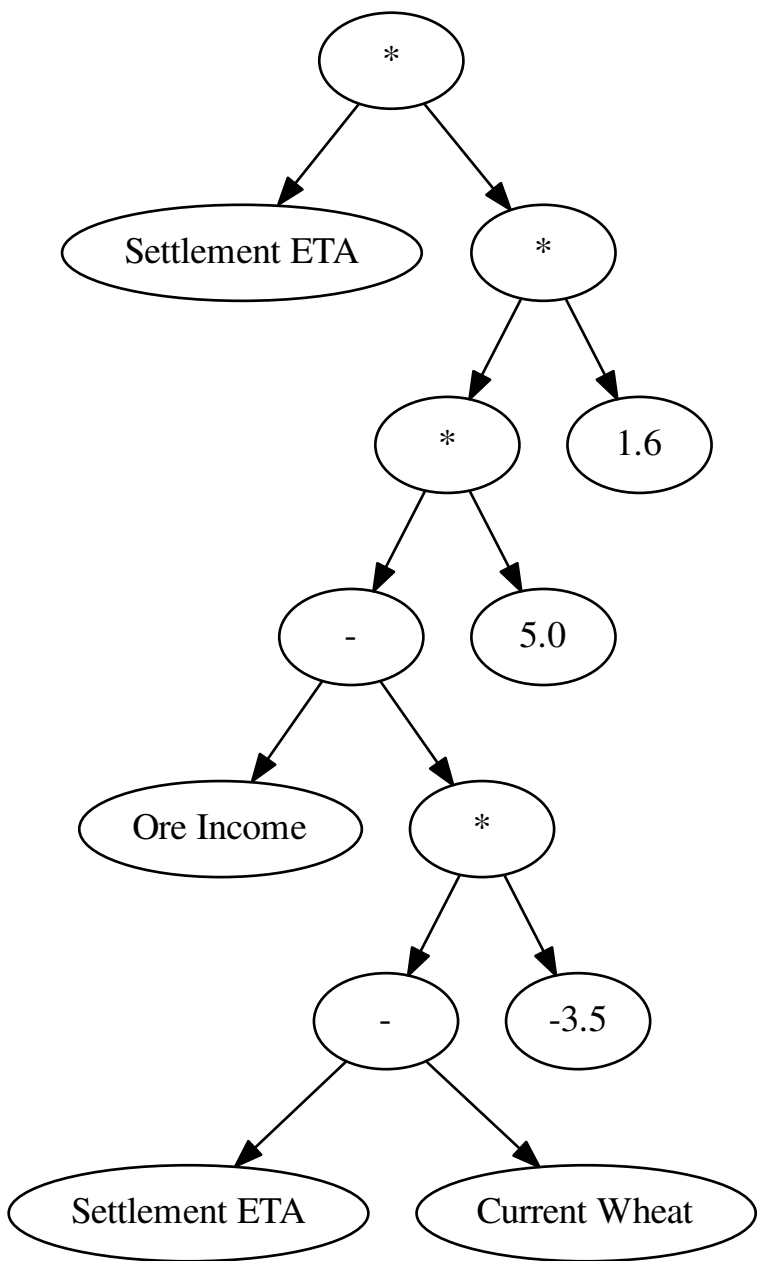 *
Settlement ETA
*
*
1.6
-
5.0
Ore Income
*
-
-3.5
Settlement ETA
Current Wheat